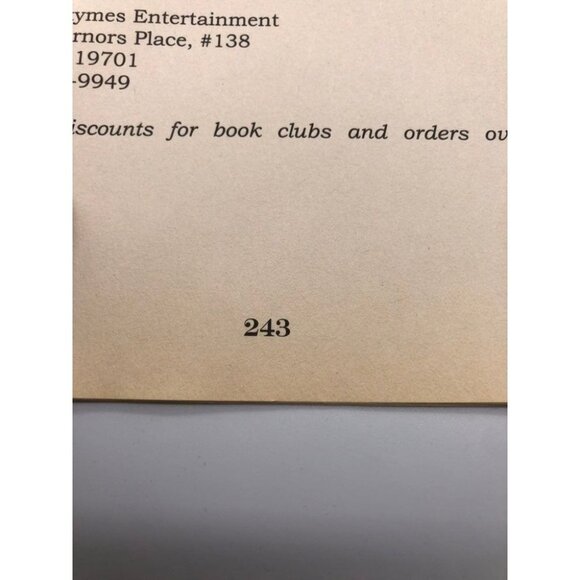 ymes Entertainment
rnors Place, #138
19701
-9949
iscounts for book clubs and orders ov
243